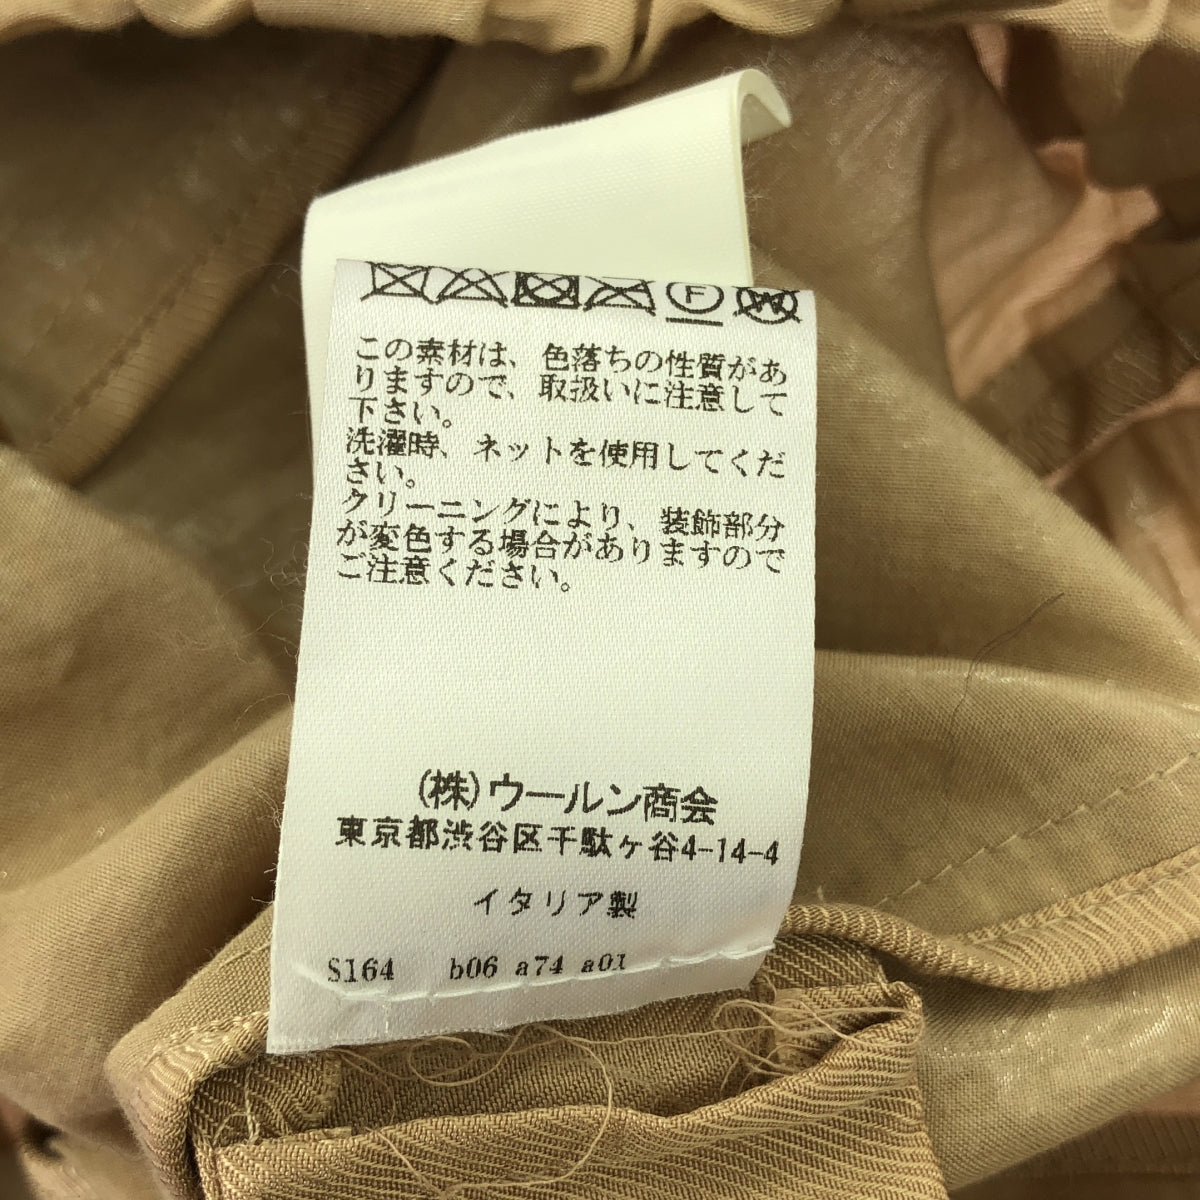 F
W
この素材は、色落ちの性質があ
りますので、取扱いに注意して
下さい。
洗濯時、ネットを使用してくだ
さい。
クリーニングにより、装飾部分
が変色する場合がありますので
ご注意ください。
(株)ウールン商会
東京都渋谷区千駄ヶ谷4-14-4
イタリア製
S164 b06 a74 a01